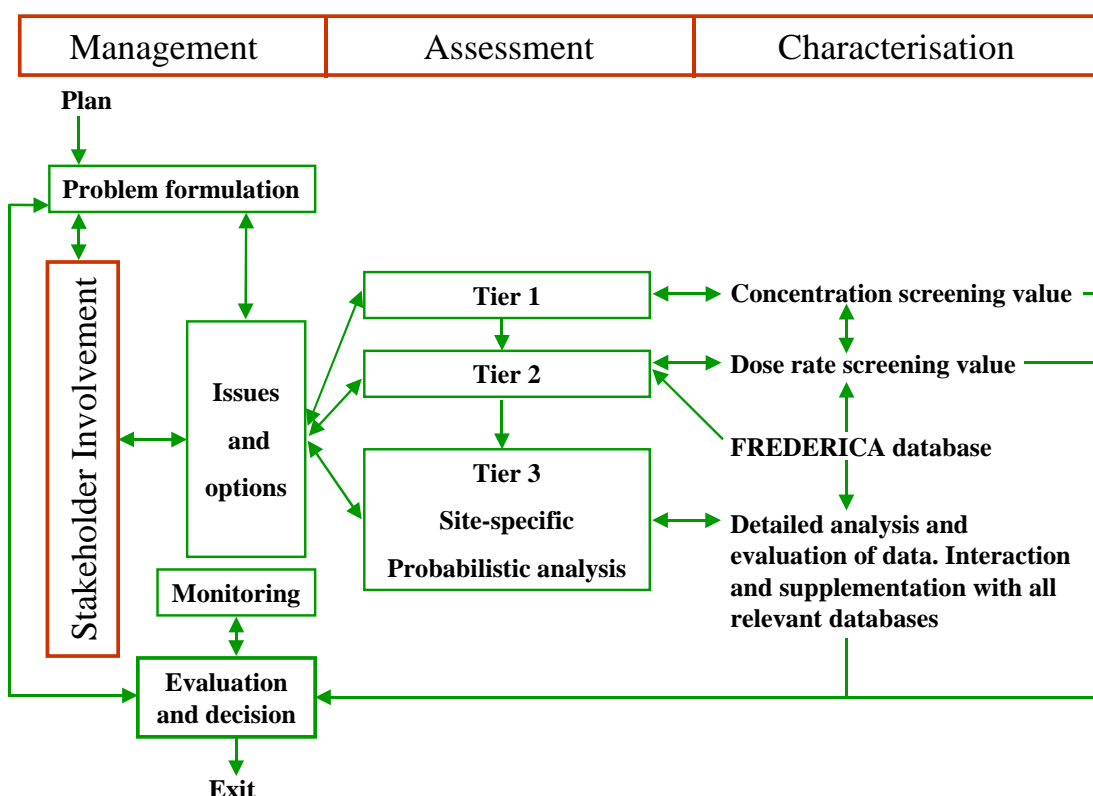 Management
Assessment
Characterisation
Plan
Problem formulation
Stakeholder Involvement
Issues
and
options
Tier 1
Tier 2
Tier 3
Site-specific
Probabilistic analysis
Concentration screening value
Dose rate screening value
FREDERICA database
Detailed analysis and
evaluation of data. Interaction
and supplementation with all
relevant databases
Monitoring
Evaluation
and decision
Exit